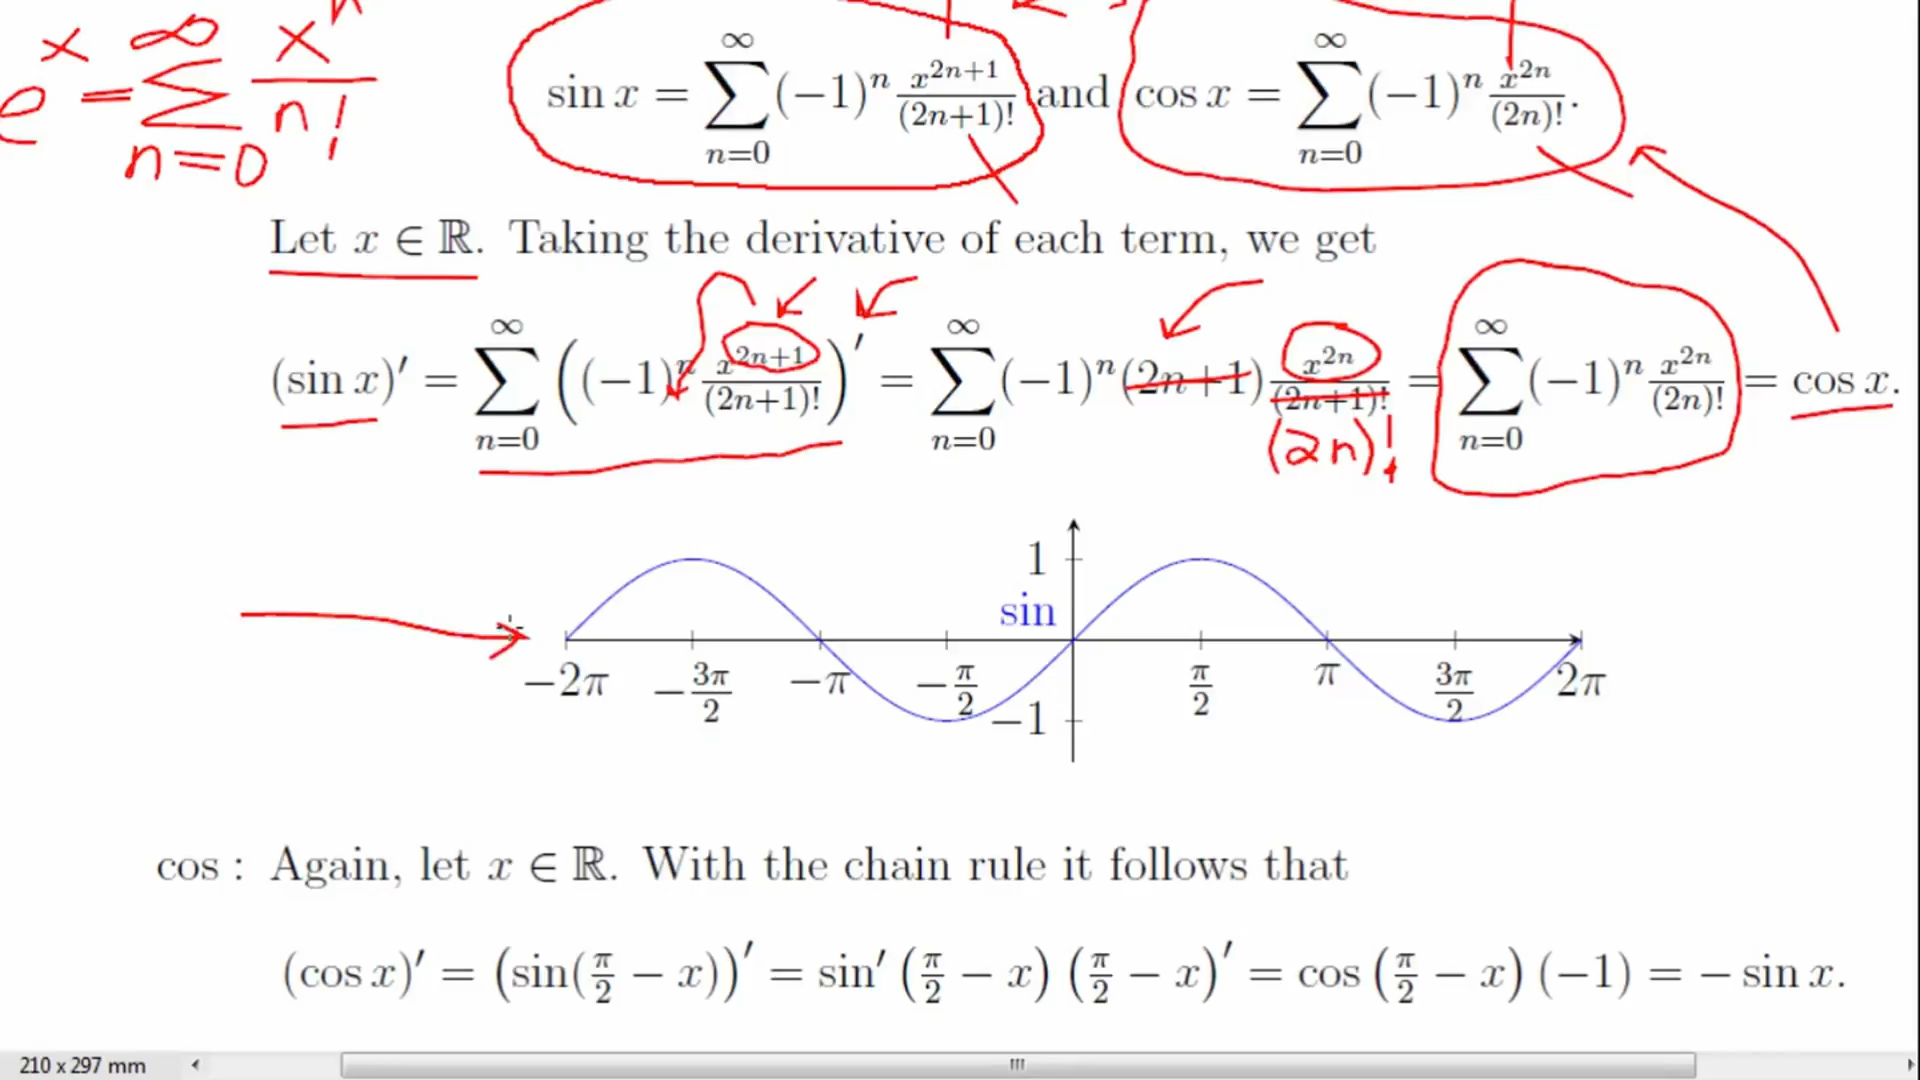 e^x = ∑_{n=0}^{∞} x^n/n!
sin x = ∑_{n=0}^{∞} (−1)^n x^{2n+1}/(2n+1)! and cos x = ∑_{n=0}^{∞} (−1)^n x^{2n}/(2n)!.
Let x ∈ ℝ. Taking the derivative of each term, we get
(sin x)′ = ∑_{n=0}^{∞} ((−1)^n x^{2n+1}/(2n+1)!)′ = ∑_{n=0}^{∞} (−1)^n (2n+1) x^{2n}/(2n+1)! = ∑_{n=0}^{∞} (−1)^n x^{2n}/(2n)! = cos x.
(2n)!
1
sin
−2π −3π/2 −π −π/2 π/2 π 3π/2 2π
−1
cos : Again, let x ∈ ℝ. With the chain rule it follows that
(cos x)′ = (sin(π/2 − x))′ = sin′ (π/2 − x) (π/2 − x)′ = cos (π/2 − x) (−1) = − sin x.
210 x 297 mm